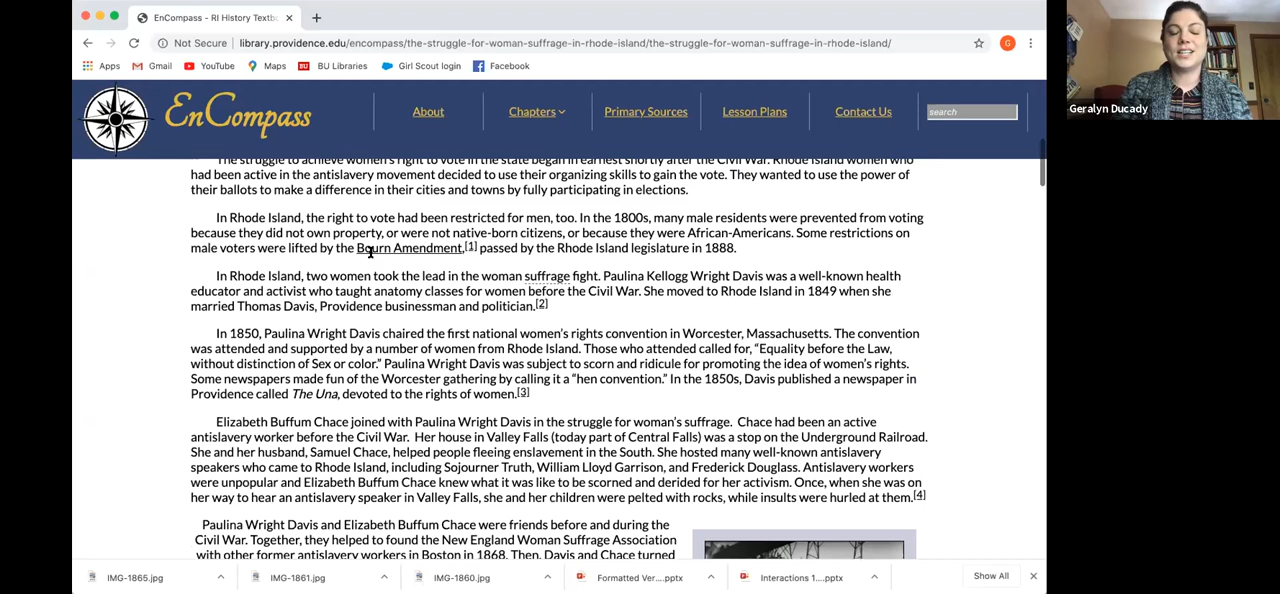 EnCompass - RI History Textb
Not Secure library.providence.edu/encompass/the-struggle-for-woman-suffrage-in-rhode-island/the-struggle-for-woman-suffrage-in-rhode-island/
G
Apps Gmail YouTube Maps BU BU Libraries Girl Scout login Facebook
Geralyn Ducady
EnCompass About Chapters Primary Sources Lesson Plans Contact Us search
The struggle to achieve women's right to vote in the state began in earnest shortly after the Civil War. Rhode Island women who
had been active in the antislavery movement decided to use their organizing skills to gain the vote. They wanted to use the power of
their ballots to make a difference in their cities and towns by fully participating in elections.
In Rhode Island, the right to vote had been restricted for men, too. In the 1800s, many male residents were prevented from voting
because they did not own property, or were not native-born citizens, or because they were African-Americans. Some restrictions on
male voters were lifted by the Bourn Amendment,[1] passed by the Rhode Island legislature in 1888.
In Rhode Island, two women took the lead in the woman suffrage fight. Paulina Kellogg Wright Davis was a well-known health
educator and activist who taught anatomy classes for women before the Civil War. She moved to Rhode Island in 1849 when she
married Thomas Davis, Providence businessman and politician.[2]
In 1850, Paulina Wright Davis chaired the first national women's rights convention in Worcester, Massachusetts. The convention
was attended and supported by a number of women from Rhode Island. Those who attended called for, "Equality before the Law,
without distinction of Sex or color." Paulina Wright Davis was subject to scorn and ridicule for promoting the idea of women's rights.
Some newspapers made fun of the Worcester gathering by calling it a "hen convention." In the 1850s, Davis published a newspaper in
Providence called The Una, devoted to the rights of women.[3]
Elizabeth Buffum Chace joined with Paulina Wright Davis in the struggle for woman's suffrage. Chace had been an active
antislavery worker before the Civil War. Her house in Valley Falls (today part of Central Falls) was a stop on the Underground Railroad.
She and her husband, Samuel Chace, helped people fleeing enslavement in the South. She hosted many well-known antislavery
speakers who came to Rhode Island, including Sojourner Truth, William Lloyd Garrison, and Frederick Douglass. Antislavery workers
were unpopular and Elizabeth Buffum Chace knew what it was like to be scorned and derided for her activism. Once, when she was on
her way to hear an antislavery speaker in Valley Falls, she and her children were pelted with rocks, while insults were hurled at them.[4]
Paulina Wright Davis and Elizabeth Buffum Chace were friends before and during the
Civil War. Together, they helped to found the New England Woman Suffrage Association
with other former antislavery workers in Boston in 1868. Then, Davis and Chace turned
IMG-1865.jpg IMG-1861.jpg IMG-1860.jpg Formatted Ver....pptx Interactions 1....pptx Show All